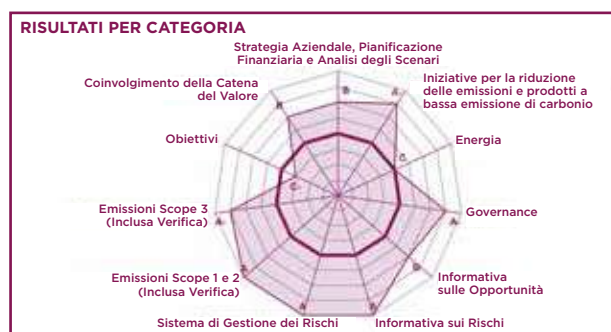 RISULTATI PER CATEGORIA
Strategia Aziendale, Pianificazione
Finanziaria e Analisi degli Scenari
Coinvolgimento della Catena
del Valore
Iniziative per la riduzione
delle emissioni e prodotti a
bassa emissione di carbonio
Obiettivi
Energia
Emissioni Scope 3
(Inclusa Verifica)
Governance
Emissioni Scope 1 e 2
(Inclusa Verifica)
Informativa
sulle Opportunità
Sistema di Gestione dei Rischi
Informativa sui Rischi